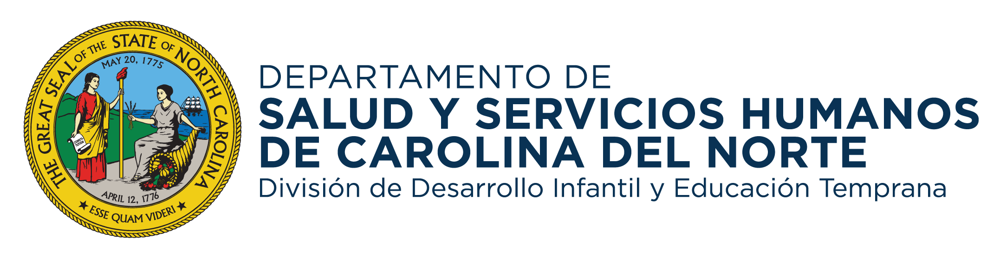 THE GREAT SEAL OF THE STATE OF NORTH CAROLINA
MAY 20, 1775
CONSTI-
TUTION
APRIL 12, 1776
★ ESSE QUAM VIDERI ★
DEPARTAMENTO DE
SALUD Y SERVICIOS HUMANOS
DE CAROLINA DEL NORTE
División de Desarrollo Infantil y Educación Temprana